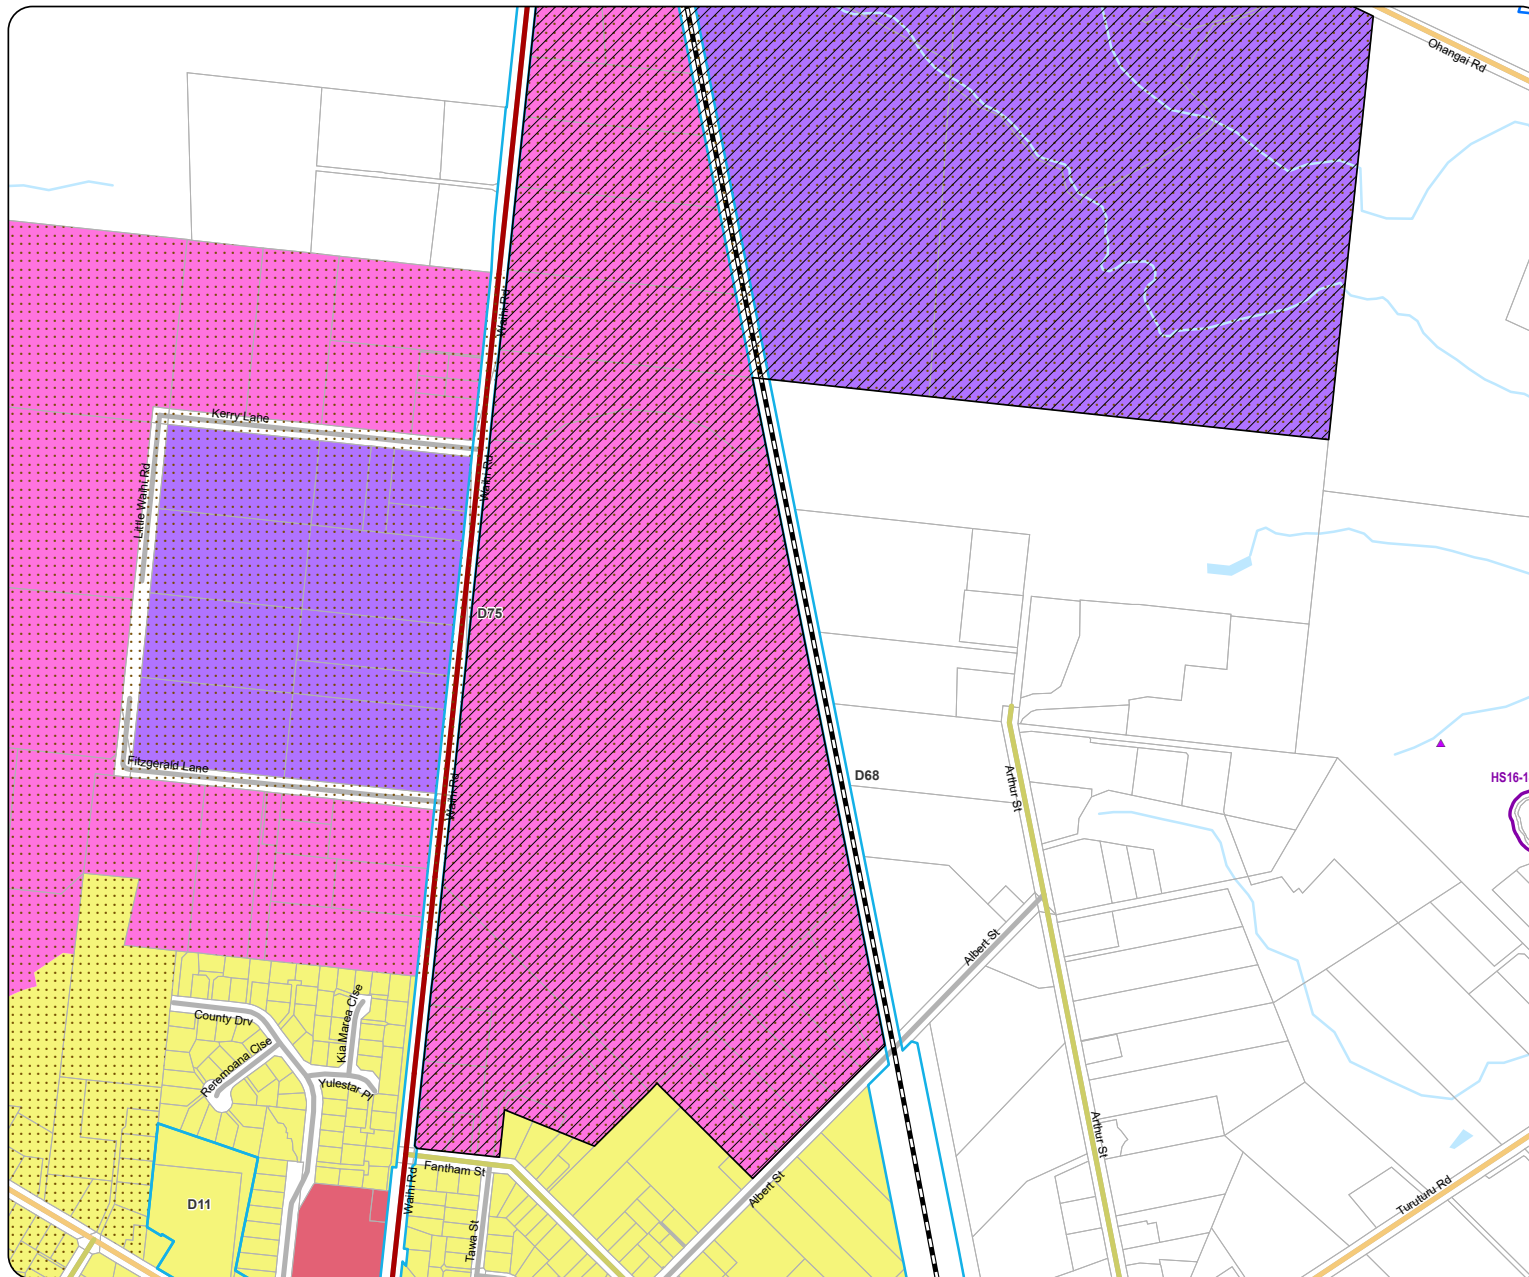 Ohangai Rd
Waihi Rd
Kerry Lane
Waihi Rd
Little Waihi Rd
D75
Fitzgerald Lane
Waihi Rd
D68
Arthur St
HS16-1
Albert St
County Drv
Kia Marea Clse
Reremoana Clse
Yulestar Pl
Arthur St
Fantham St
Waihi Rd
Albert St
Turuturu Rd
D11
Tawa St